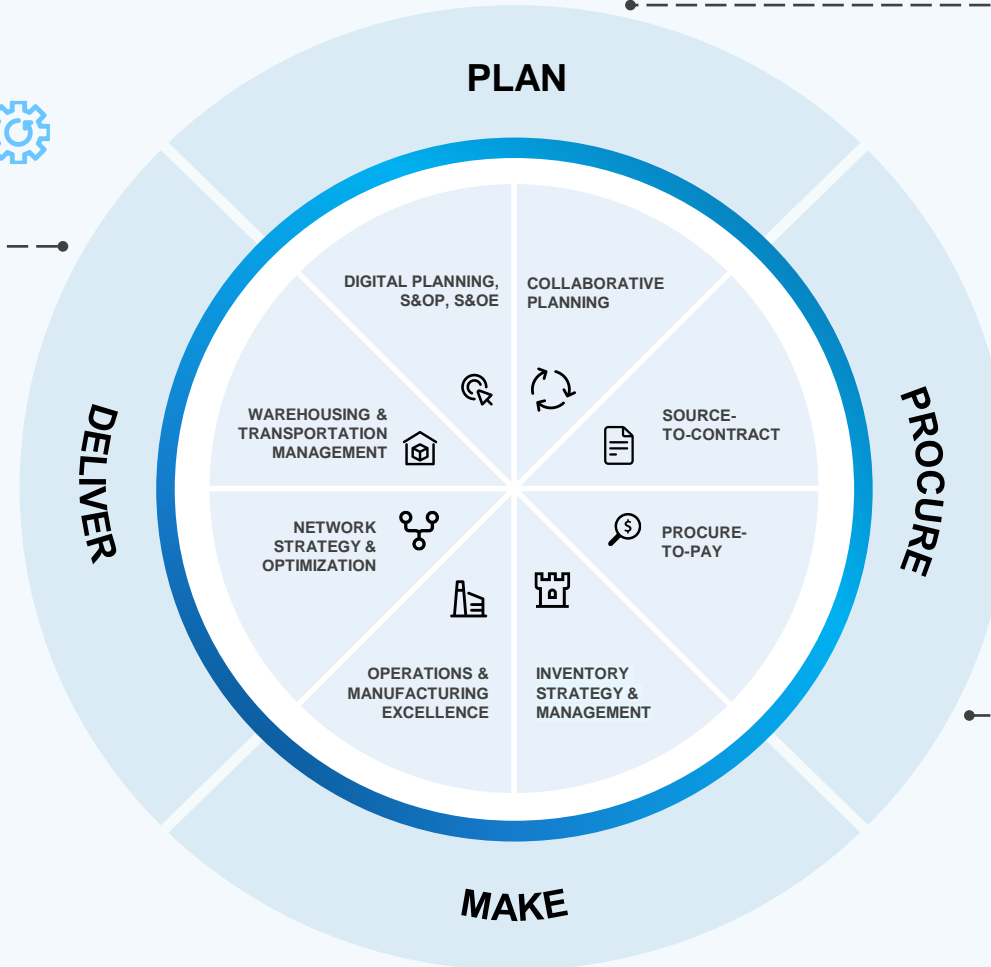 PLAN
DIGITAL PLANNING,
S&OP, S&OE
COLLABORATIVE
PLANNING
WAREHOUSING &
TRANSPORTATION
MANAGEMENT
SOURCE-
TO-CONTRACT
DELIVER
PROCURE
NETWORK
STRATEGY &
OPTIMIZATION
$
PROCURE-
TO-PAY
OPERATIONS &
MANUFACTURING
EXCELLENCE
INVENTORY
STRATEGY &
MANAGEMENT
MAKE